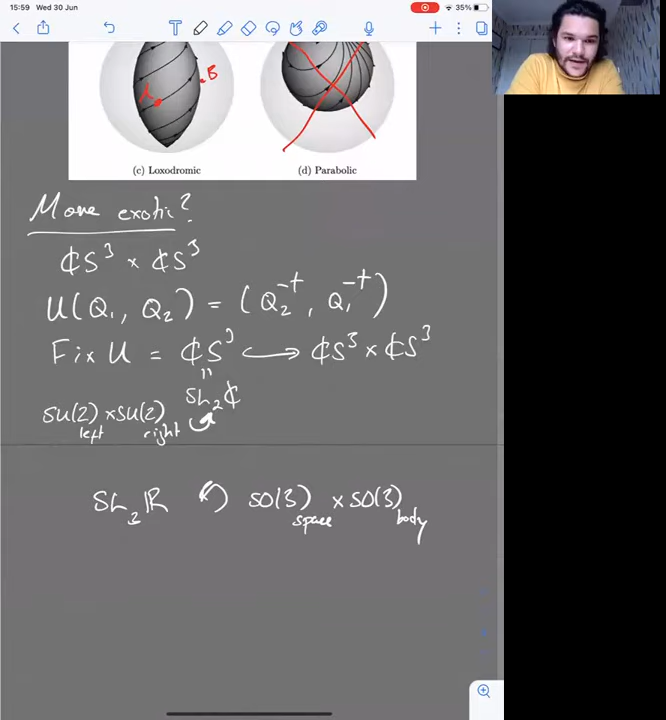 15:59 Wed 30 Jun
35%
A
B
(c) Loxodromic
(d) Parabolic
More exotic?
ℂS³ × ℂS³
U(Q₁, Q₂) = (Q₂⁻†, Q₁⁻†)
Fix U = ℂS³ ⟶ ℂS³ × ℂS³
SL₂ℂ
SU(2) × SU(2)
left right
SL₃ℝ SO(3) × SO(3)
space body